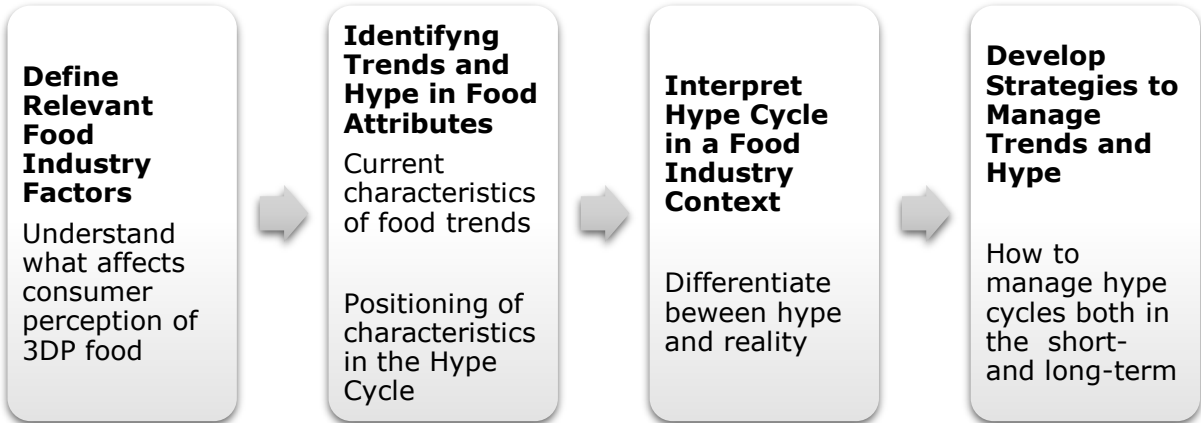 Define
Relevant
Food
Industry
Factors
Understand
what affects
consumer
perception of
3DP food
Identifyng
Trends and
Hype in Food
Attributes
Current
characteristics
of food trends
Positioning of
characteristics
in the Hype
Cycle
Interpret
Hype Cycle
in a Food
Industry
Context
Differentiate
beween hype
and reality
Develop
Strategies to
Manage
Trends and
Hype
How to
manage hype
cycles both in
the short-
and long-term